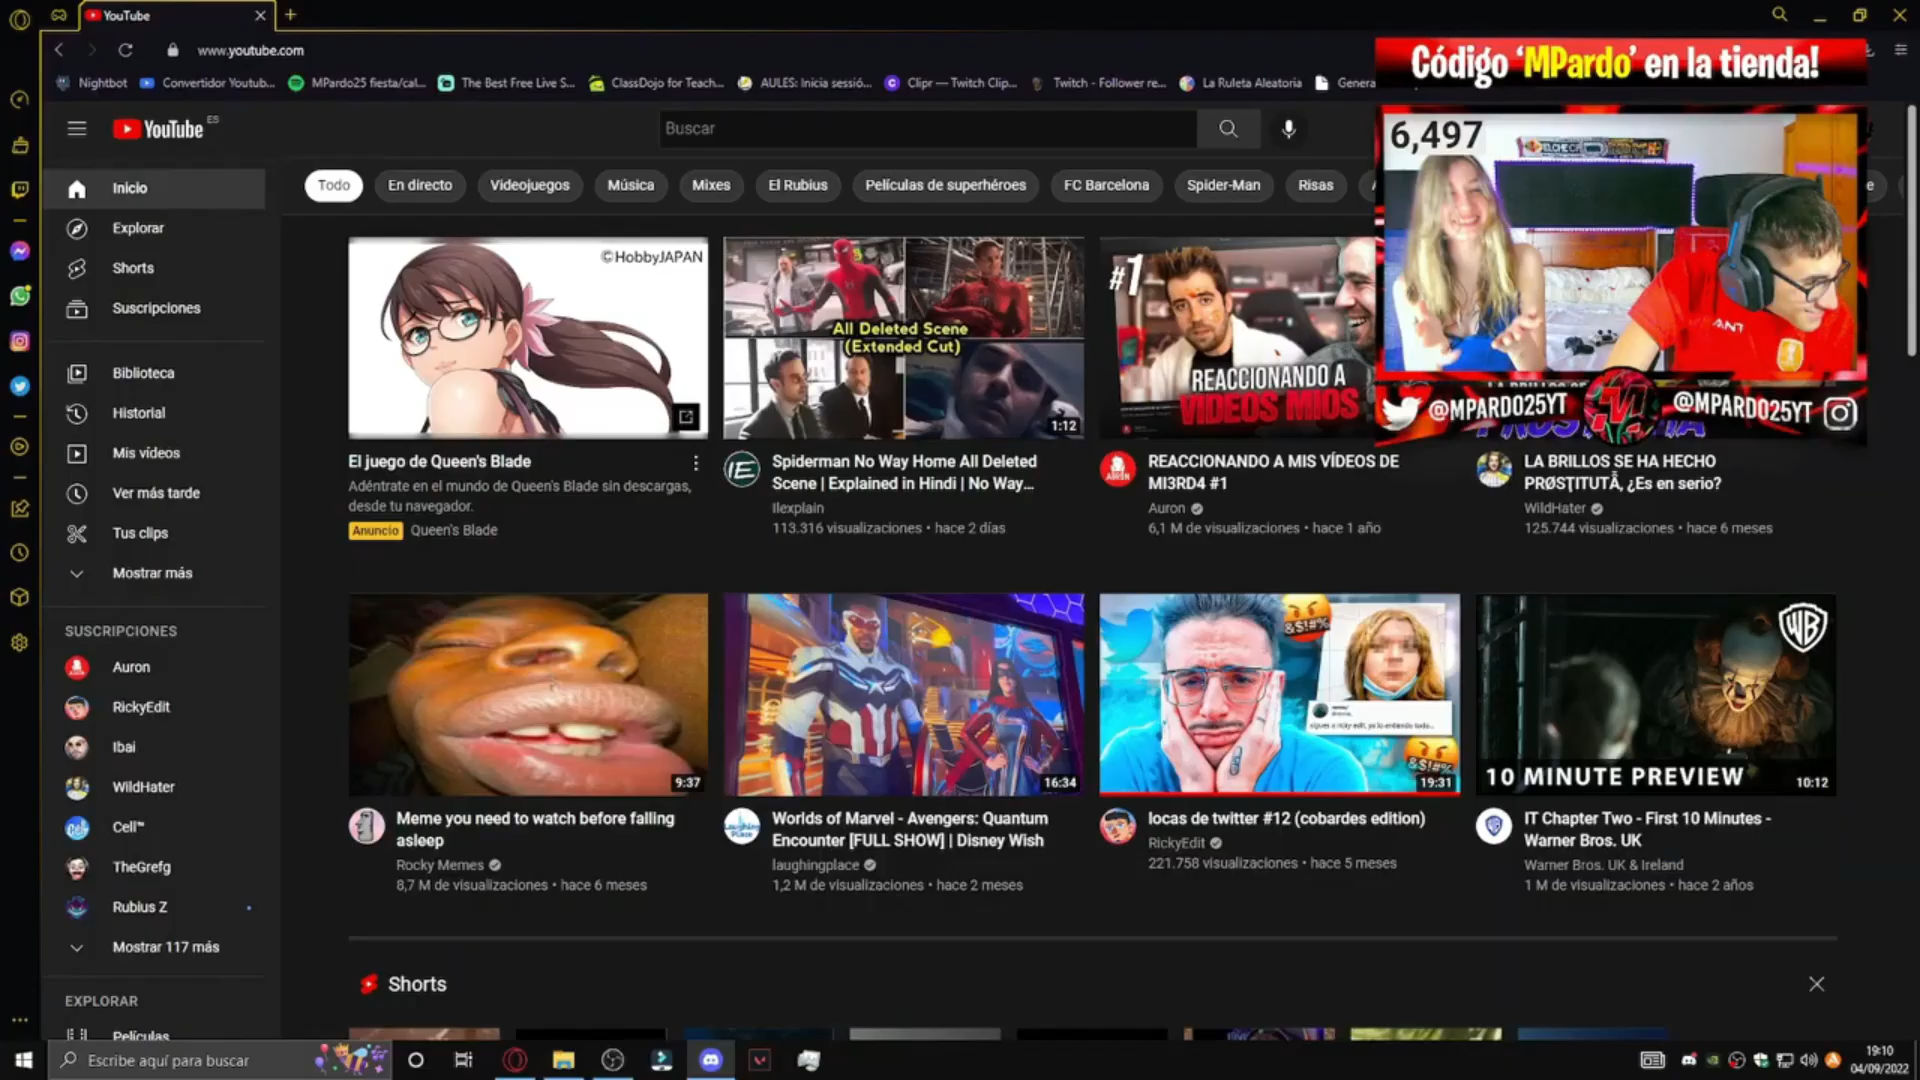 YouTube
www.youtube.com
Nightbot
Convertidor Youtub...
MPardo25 fiesta/cal...
The Best Free Live S...
ClassDojo for Teach...
AULES: Inicia sessió...
Clipr — Twitch Clip...
Twitch - Follower re...
La Ruleta Aleatoria
Genera
Código 'MPardo' en la tienda!
YouTube ES
Buscar
6,497
Inicio
Explorar
Shorts
Suscripciones
Biblioteca
Historial
Mis vídeos
Ver más tarde
Tus clips
Mostrar más
SUSCRIPCIONES
Auron
RickyEdit
Ibai
WildHater
Cell™
TheGrefg
Rubius Z
Mostrar 117 más
EXPLORAR
Películas
Todo
En directo
Videojuegos
Música
Mixes
El Rubius
Películas de superhéroes
FC Barcelona
Spider-Man
Risas
©HobbyJAPAN
El juego de Queen's Blade
Adéntrate en el mundo de Queen's Blade sin descargas,
desde tu navegador.
Anuncio Queen's Blade
All Deleted Scene
(Extended Cut)
1:12
Spiderman No Way Home All Deleted
Scene | Explained in Hindi | No Way...
Ilexplain
113.316 visualizaciones • hace 2 días
#1
REACCIONANDO A
VIDEOS MIOS
REACCIONANDO A MIS VÍDEOS DE
MI3RD4 #1
Auron
6,1 M de visualizaciones • hace 1 año
@MPARDO25YT
@MPARDO25YT
LA BRILLOS SE HA HECHO
PRØSŢITUTÂ, ¿Es en serio?
WildHater
125.744 visualizaciones • hace 6 meses
9:37
Meme you need to watch before falling
asleep
Rocky Memes
8,7 M de visualizaciones • hace 6 meses
16:34
Worlds of Marvel - Avengers: Quantum
Encounter [FULL SHOW] | Disney Wish
laughingplace
1,2 M de visualizaciones • hace 2 meses
&$!#%
&$!#%
19:31
locas de twitter #12 (cobardes edition)
RickyEdit
221.758 visualizaciones • hace 5 meses
WB
10 MINUTE PREVIEW
10:12
IT Chapter Two - First 10 Minutes -
Warner Bros. UK
Warner Bros. UK & Ireland
1 M de visualizaciones • hace 2 años
Shorts
Escribe aquí para buscar
19:10
04/09/2022